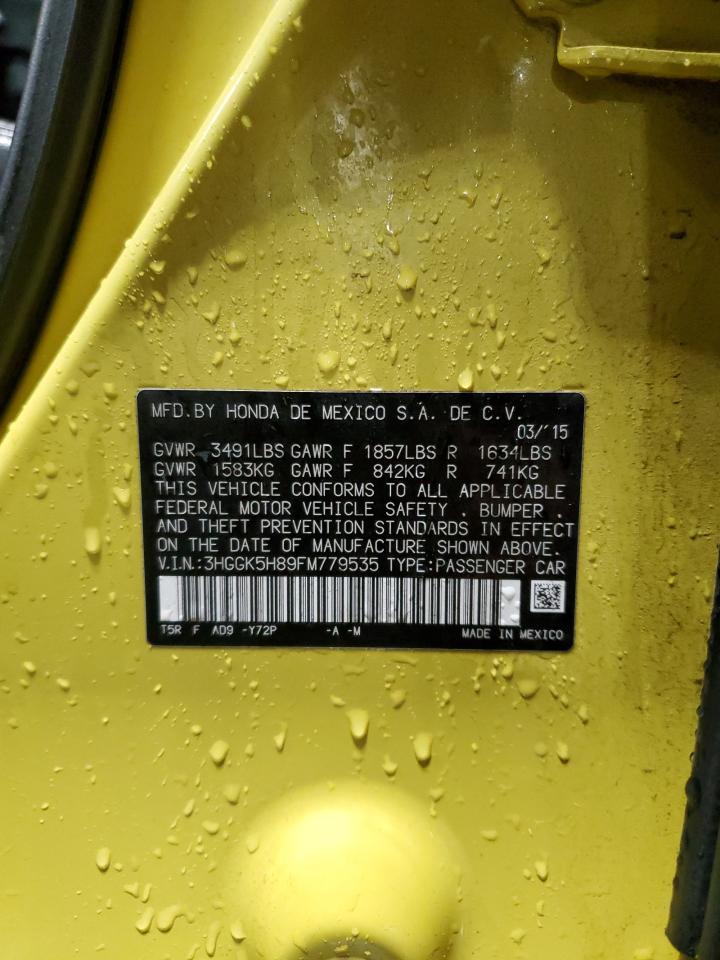 MFD.BY HONDA DE MEXICO S.A. DE C.V.
03/'15
GVWR 3491LBS GAWR F 1857LBS R 1634LBS
GVWR 1583KG GAWR F 842KG R 741KG
THIS VEHICLE CONFORMS TO ALL APPLICABLE
FEDERAL MOTOR VEHICLE SAFETY , BUMPER ,
AND THEFT PREVENTION STANDARDS IN EFFECT
ON THE DATE OF MANUFACTURE SHOWN ABOVE.
V.I.N.:3HGGK5H89FM779535 TYPE:PASSENGER CAR
T5R F AD9 -Y72P -A -M MADE IN MEXICO